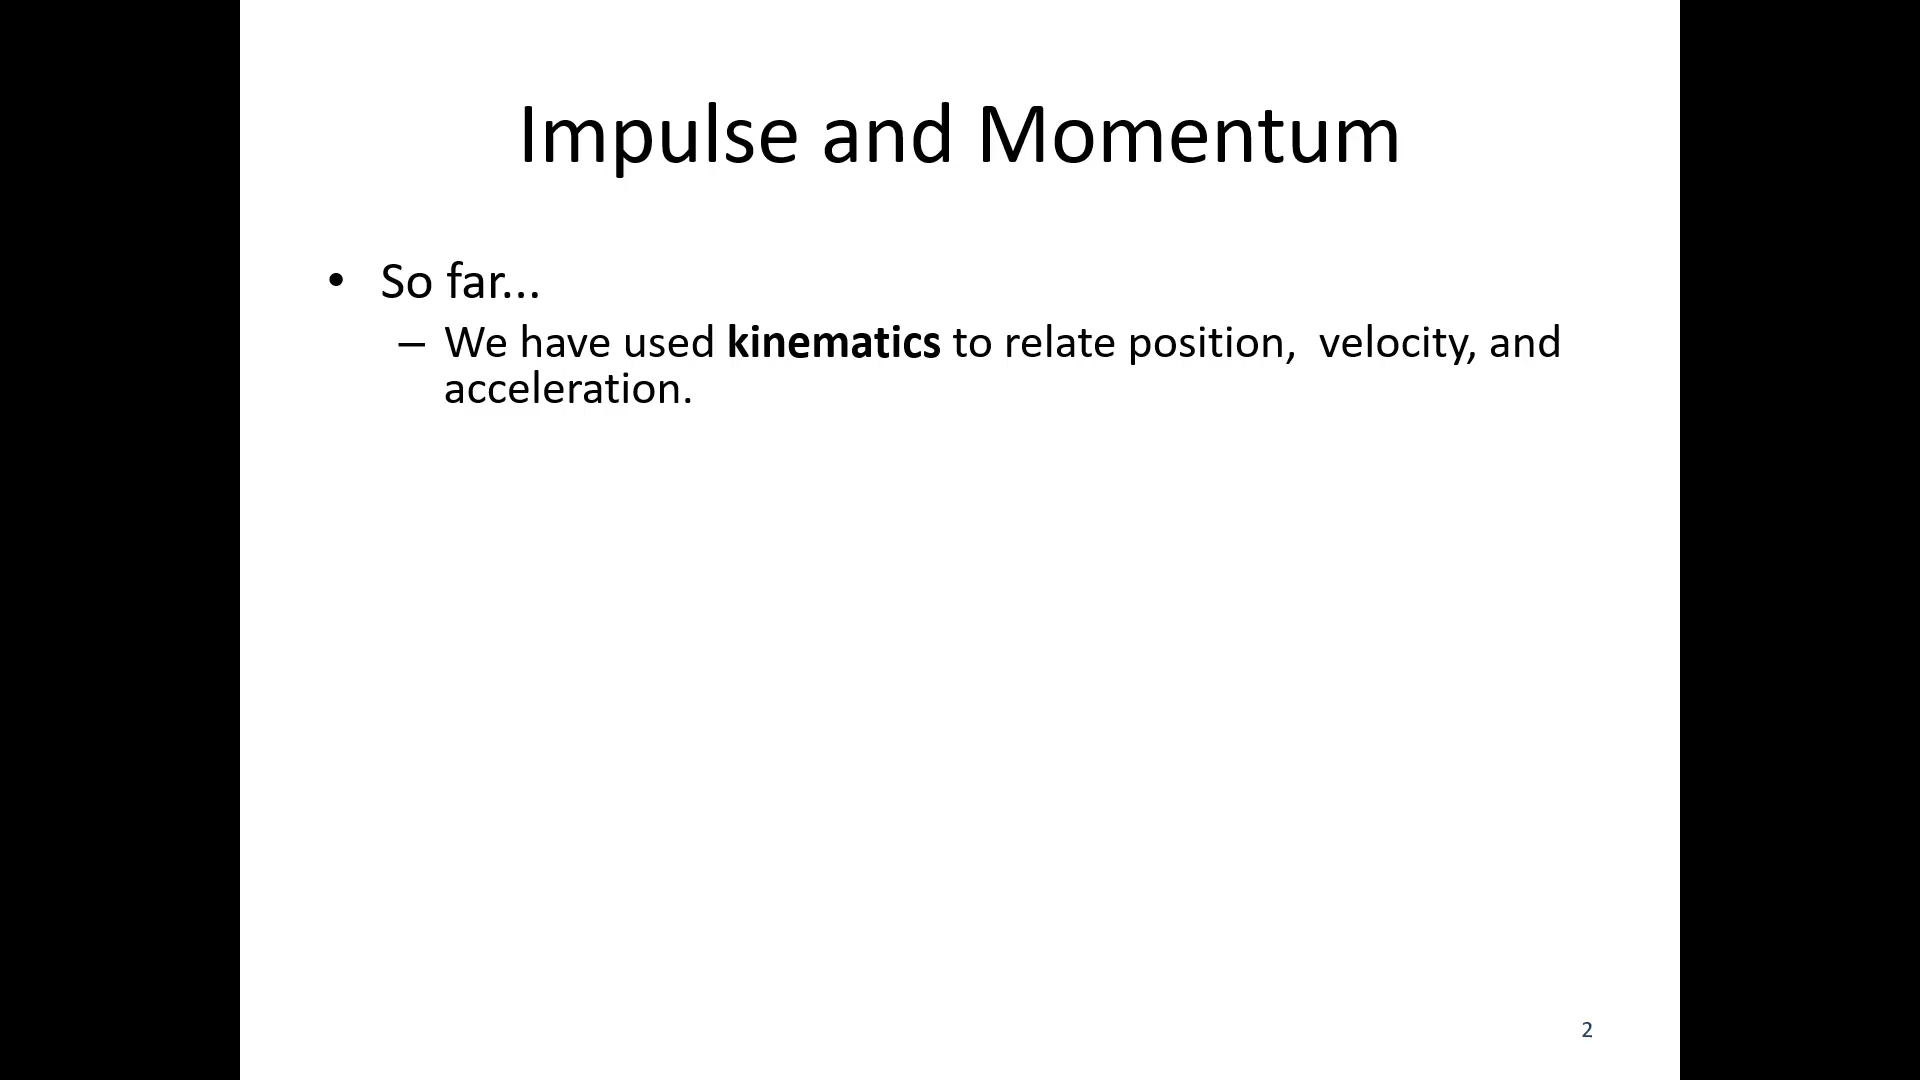 Impulse and Momentum
• So far...
– We have used kinematics to relate position,  velocity, and
acceleration.
2